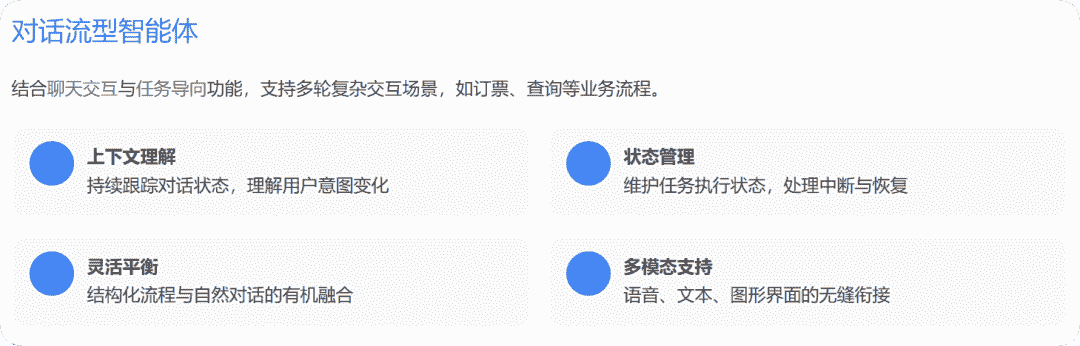 对话流型智能体
结合聊天交互与任务导向功能，支持多轮复杂交互场景，如订票、查询等业务流程。
上下文理解
持续跟踪对话状态，理解用户意图变化
状态管理
维护任务执行状态，处理中断与恢复
灵活平衡
结构化流程与自然对话的有机融合
多模态支持
语音、文本、图形界面的无缝衔接